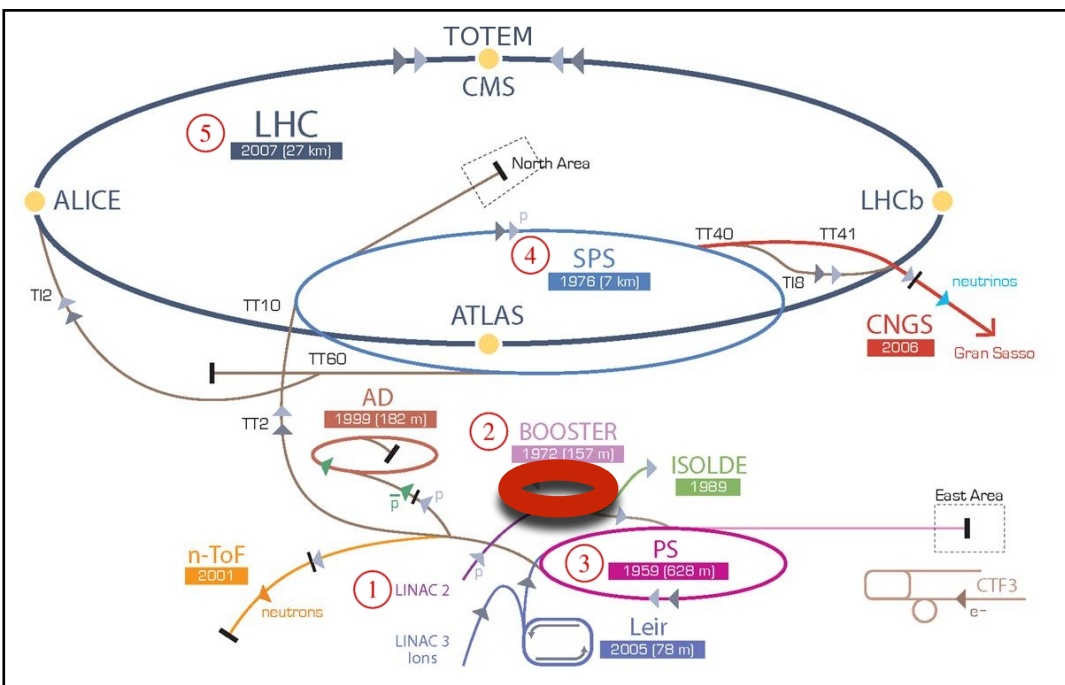 TOTEM
CMS
5
LHC
2007 (27 km)
North Area
ALICE
LHCb
p
TT40
TT41
4
SPS
1976 (7 km)
TI2
TI8
neutrinos
TT10
ATLAS
CNGS
2006
Gran Sasso
TT60
AD
1999 (182 m)
TT2
2
BOOSTER
1972 (157 m)
ISOLDE
1989
p̅
p
East Area
n-ToF
2001
3
PS
1959 (628 m)
p
1
LINAC 2
CTF3
neutrons
e-
LINAC 3
Ions
Leir
2005 (78 m)